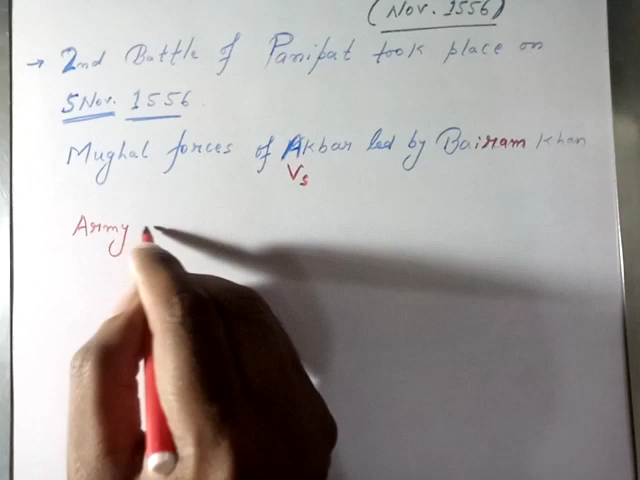 (Nov. 1556)
→ 2nd Battle of Panipat took place on
5 Nov. 1556
Mughal forces of Akbar led by Bairam Khan
Vs
Army